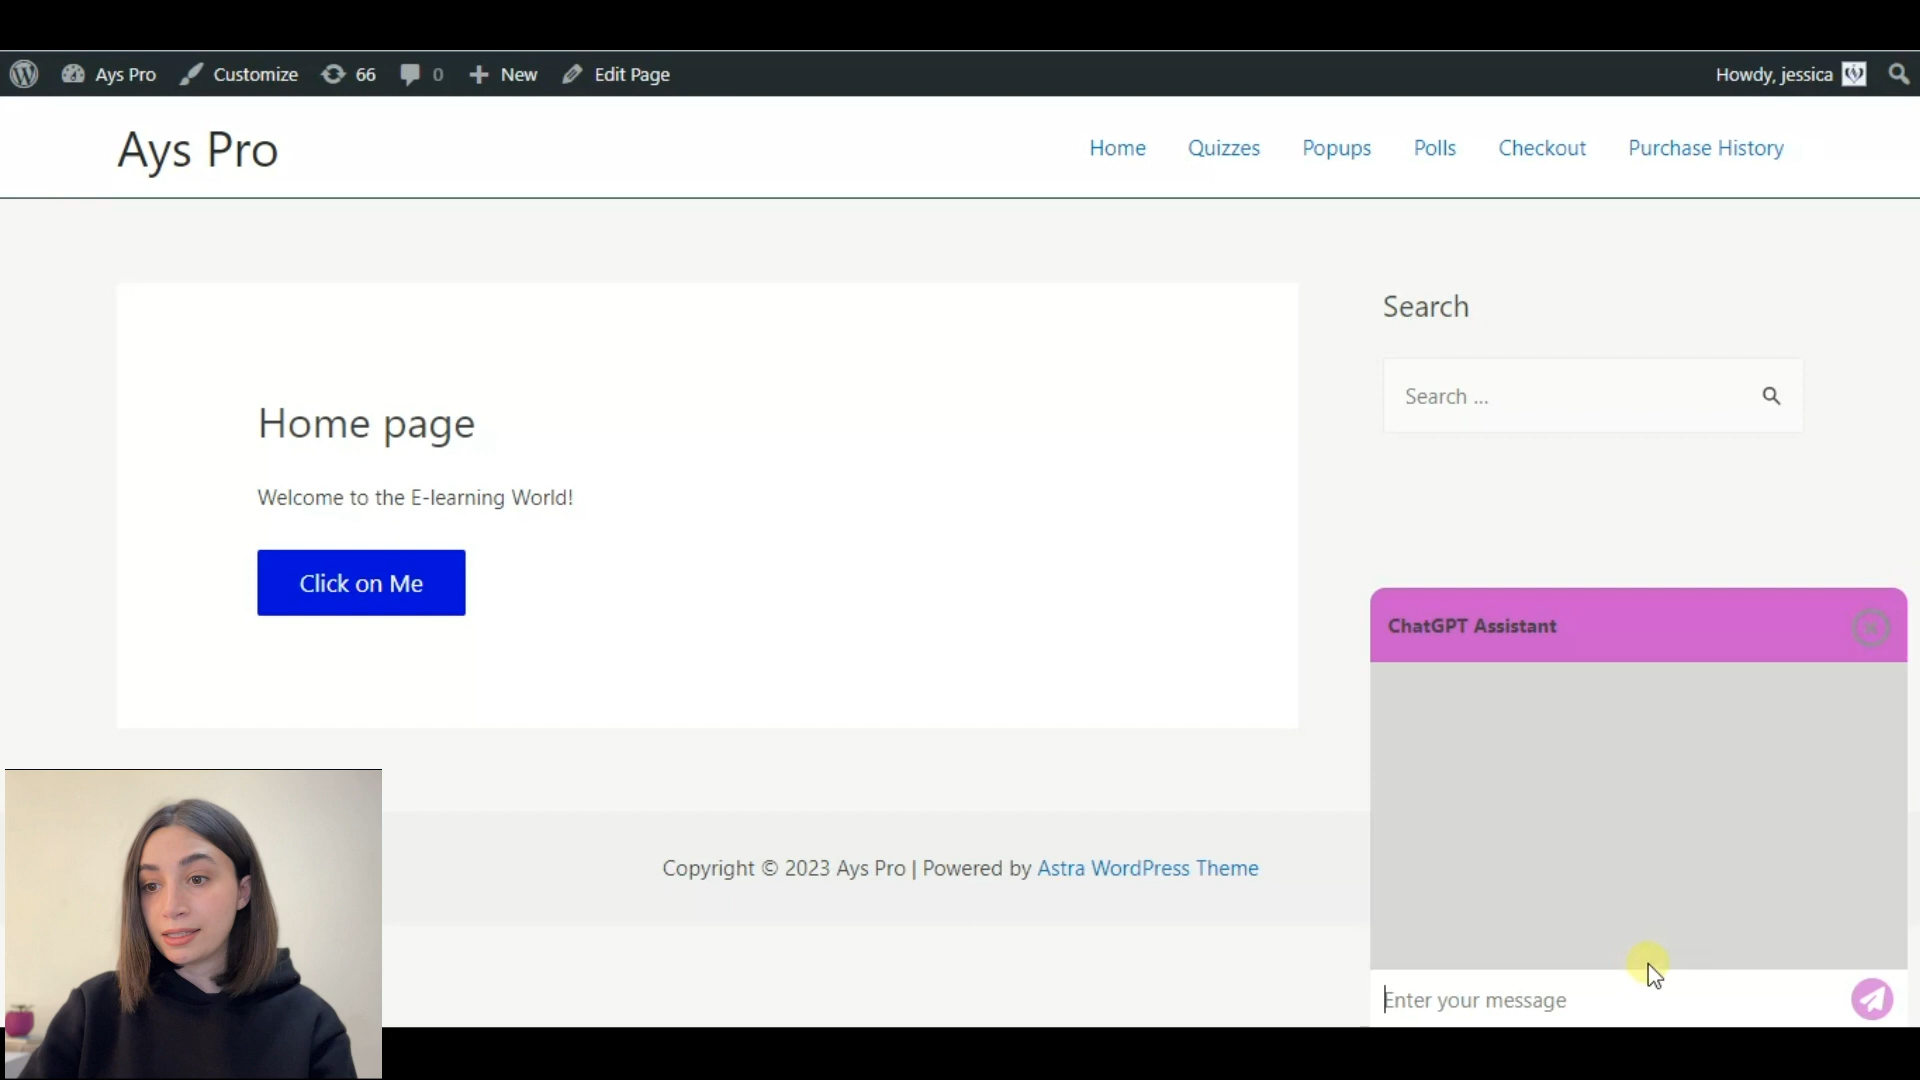 Ays Pro Customize 66 0 New Edit Page Howdy, jessica
Ays Pro
Home Quizzes Popups Polls Checkout Purchase History
Search
Search ...
Home page
Welcome to the E-learning World!
Click on Me
ChatGPT Assistant
Copyright © 2023 Ays Pro | Powered by Astra WordPress Theme
Enter your message